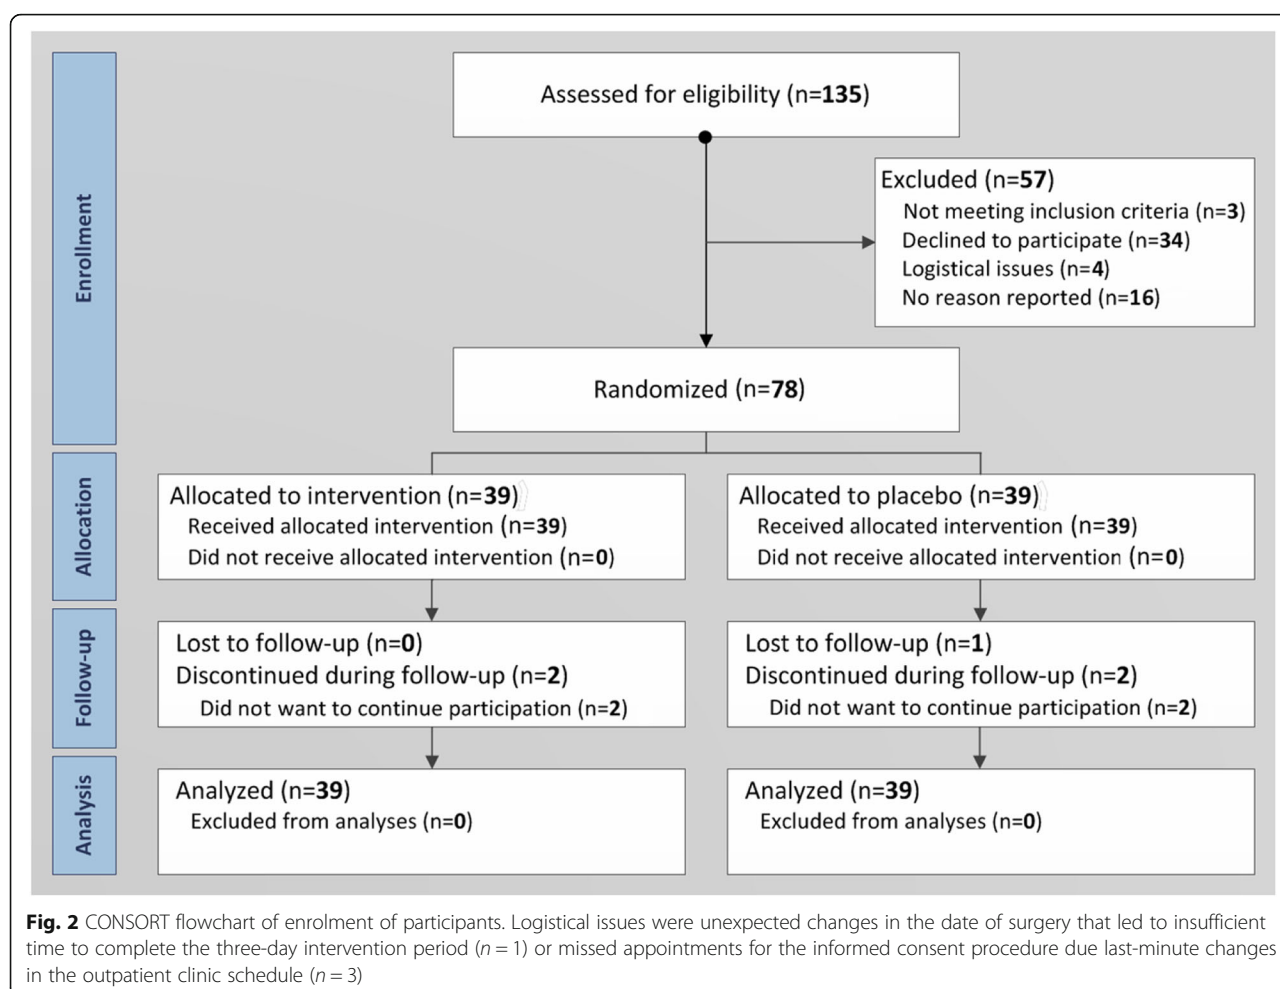 Assessed for eligibility (n=135)
Excluded (n=57)
Not meeting inclusion criteria (n=3)
Declined to participate (n=34)
Logistical issues (n=4)
No reason reported (n=16)
Enrollment
Randomized (n=78)
Allocation
Allocated to intervention (n=39)
Received allocated intervention (n=39)
Did not receive allocated intervention (n=0)
Allocated to placebo (n=39)
Received allocated intervention (n=39)
Did not receive allocated intervention (n=0)
Follow-up
Lost to follow-up (n=0)
Discontinued during follow-up (n=2)
Did not want to continue participation (n=2)
Lost to follow-up (n=1)
Discontinued during follow-up (n=2)
Did not want to continue participation (n=2)
Analysis
Analyzed (n=39)
Excluded from analyses (n=0)
Analyzed (n=39)
Excluded from analyses (n=0)
Fig. 2 CONSORT flowchart of enrolment of participants. Logistical issues were unexpected changes in the date of surgery that led to insufficient
time to complete the three-day intervention period (n = 1) or missed appointments for the informed consent procedure due last-minute changes
in the outpatient clinic schedule (n = 3)